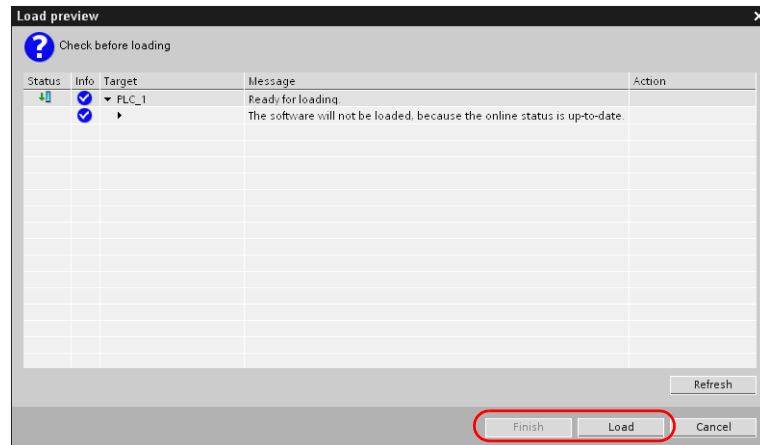 Load preview
Check before loading
Status Info Target Message Action
PLC_1 Ready for loading.
The software will not be loaded, because the online status is up-to-date.
Refresh
Finish Load Cancel